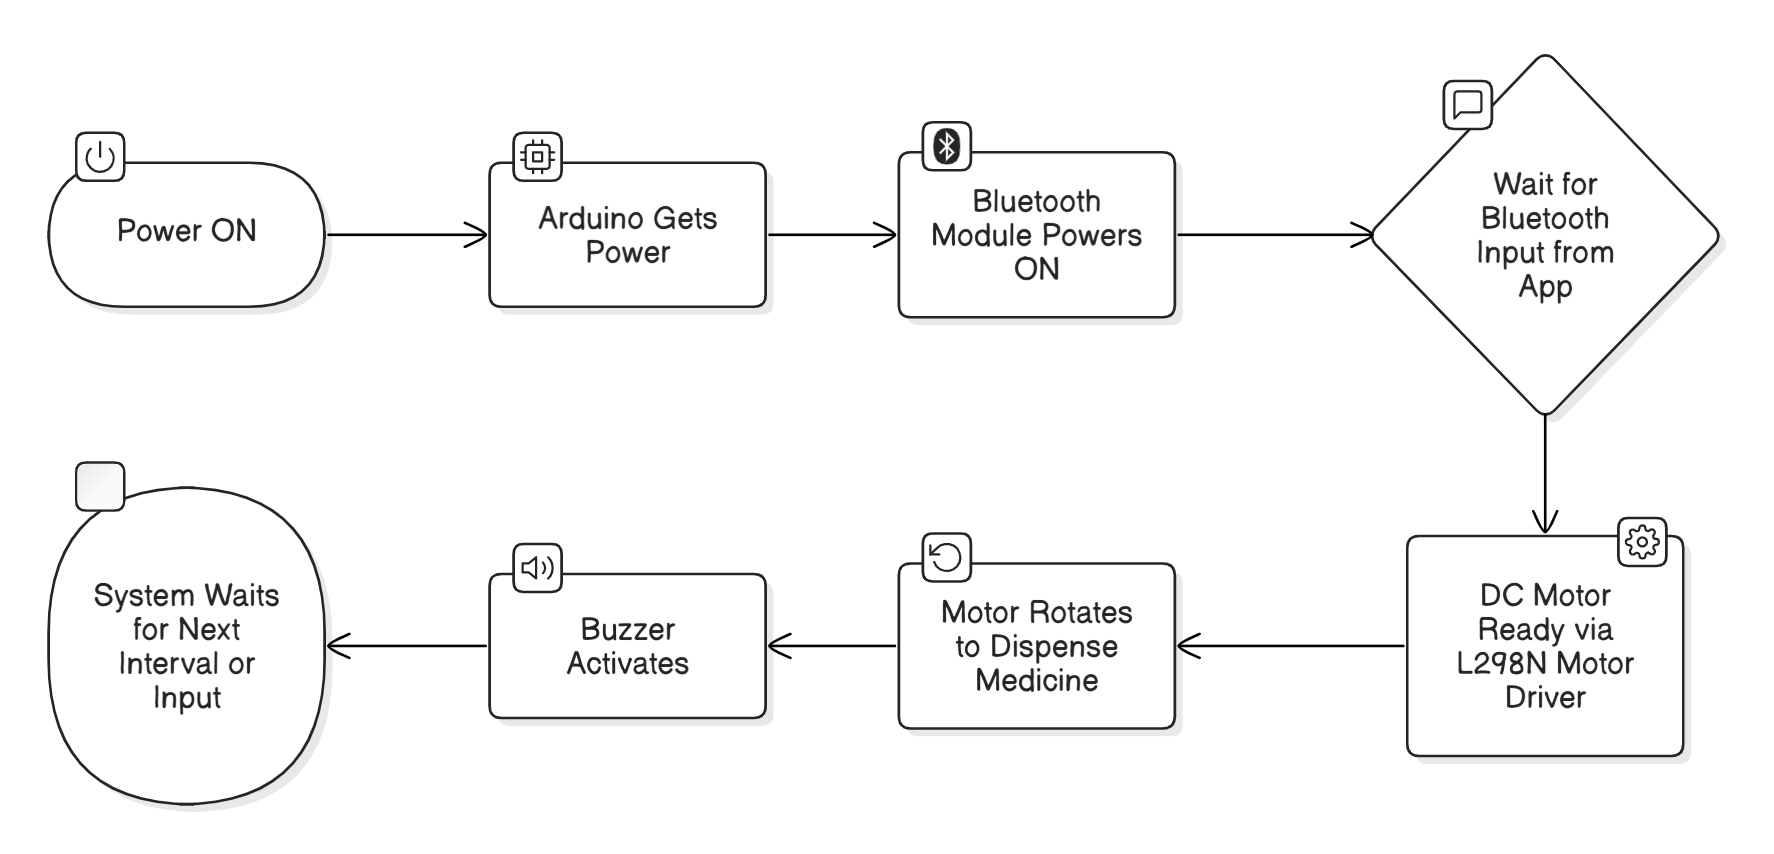 Power ON
Arduino Gets
Power
Bluetooth
Module Powers
ON
Wait for
Bluetooth
Input from
App
DC Motor
Ready via
L298N Motor
Driver
Motor Rotates
to Dispense
Medicine
Buzzer
Activates
System Waits
for Next
Interval or
Input